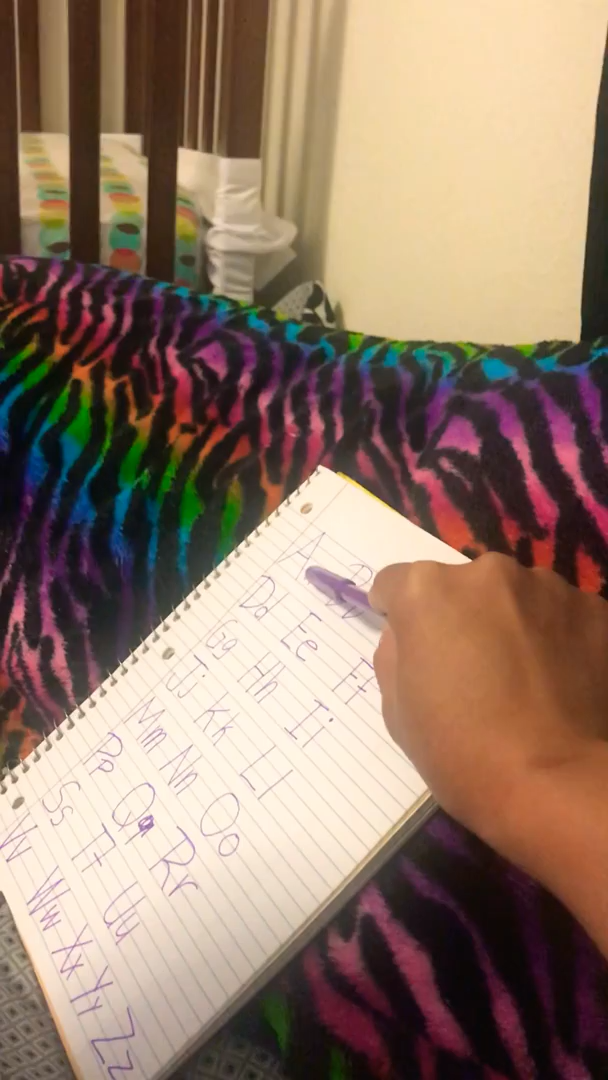 A
Dd Ee Ff
Gg Hh Ii
Jj Kk Ll
Mm Nn Oo
Pp Qq Rr
Ss Tt Uu
V Ww Xx Yy Zz